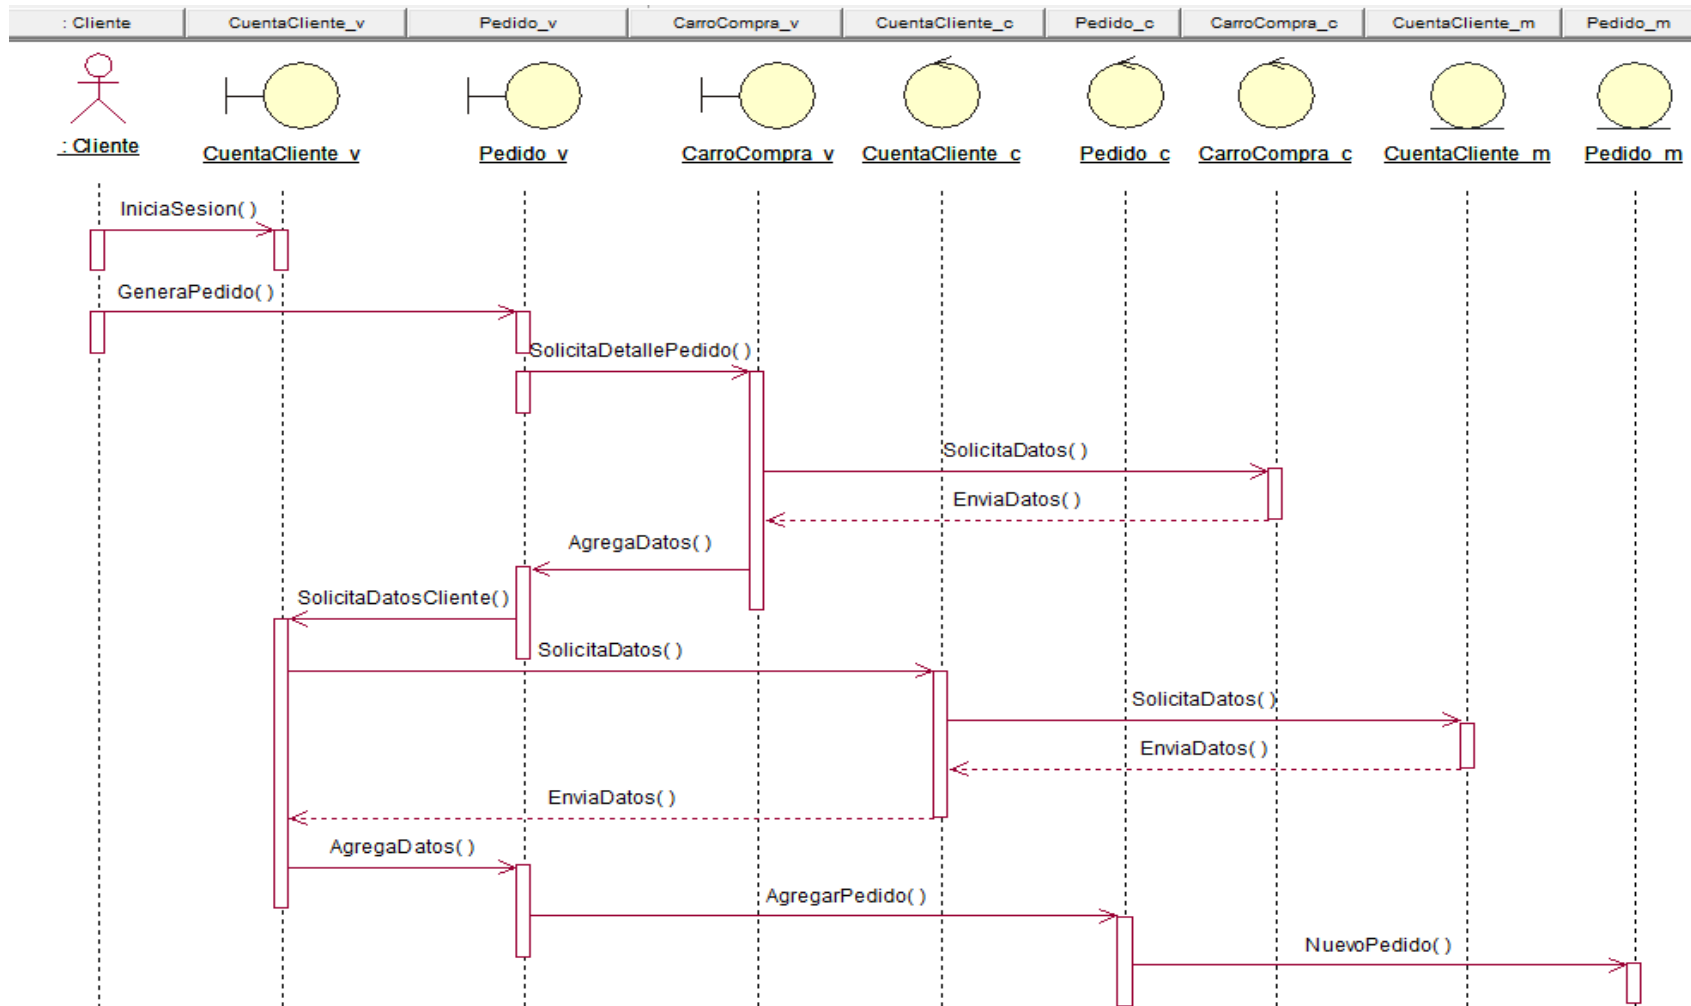 : Cliente
CuentaCliente_v
Pedido_v
CarroCompra_v
CuentaCliente_c
Pedido_c
CarroCompra_c
CuentaCliente_m
Pedido_m
: Cliente
CuentaCliente_v
Pedido_v
CarroCompra_v
CuentaCliente_c
Pedido_c
CarroCompra_c
CuentaCliente_m
Pedido_m
IniciaSesion( )
GeneraPedido( )
SolicitaDetallePedido( )
SolicitaDatos( )
EnviaDatos( )
AgregaDatos( )
SolicitaDatosCliente( )
SolicitaDatos( )
SolicitaDatos( )
EnviaDatos( )
EnviaDatos( )
AgregaDatos( )
AgregarPedido( )
NuevoPedido( )